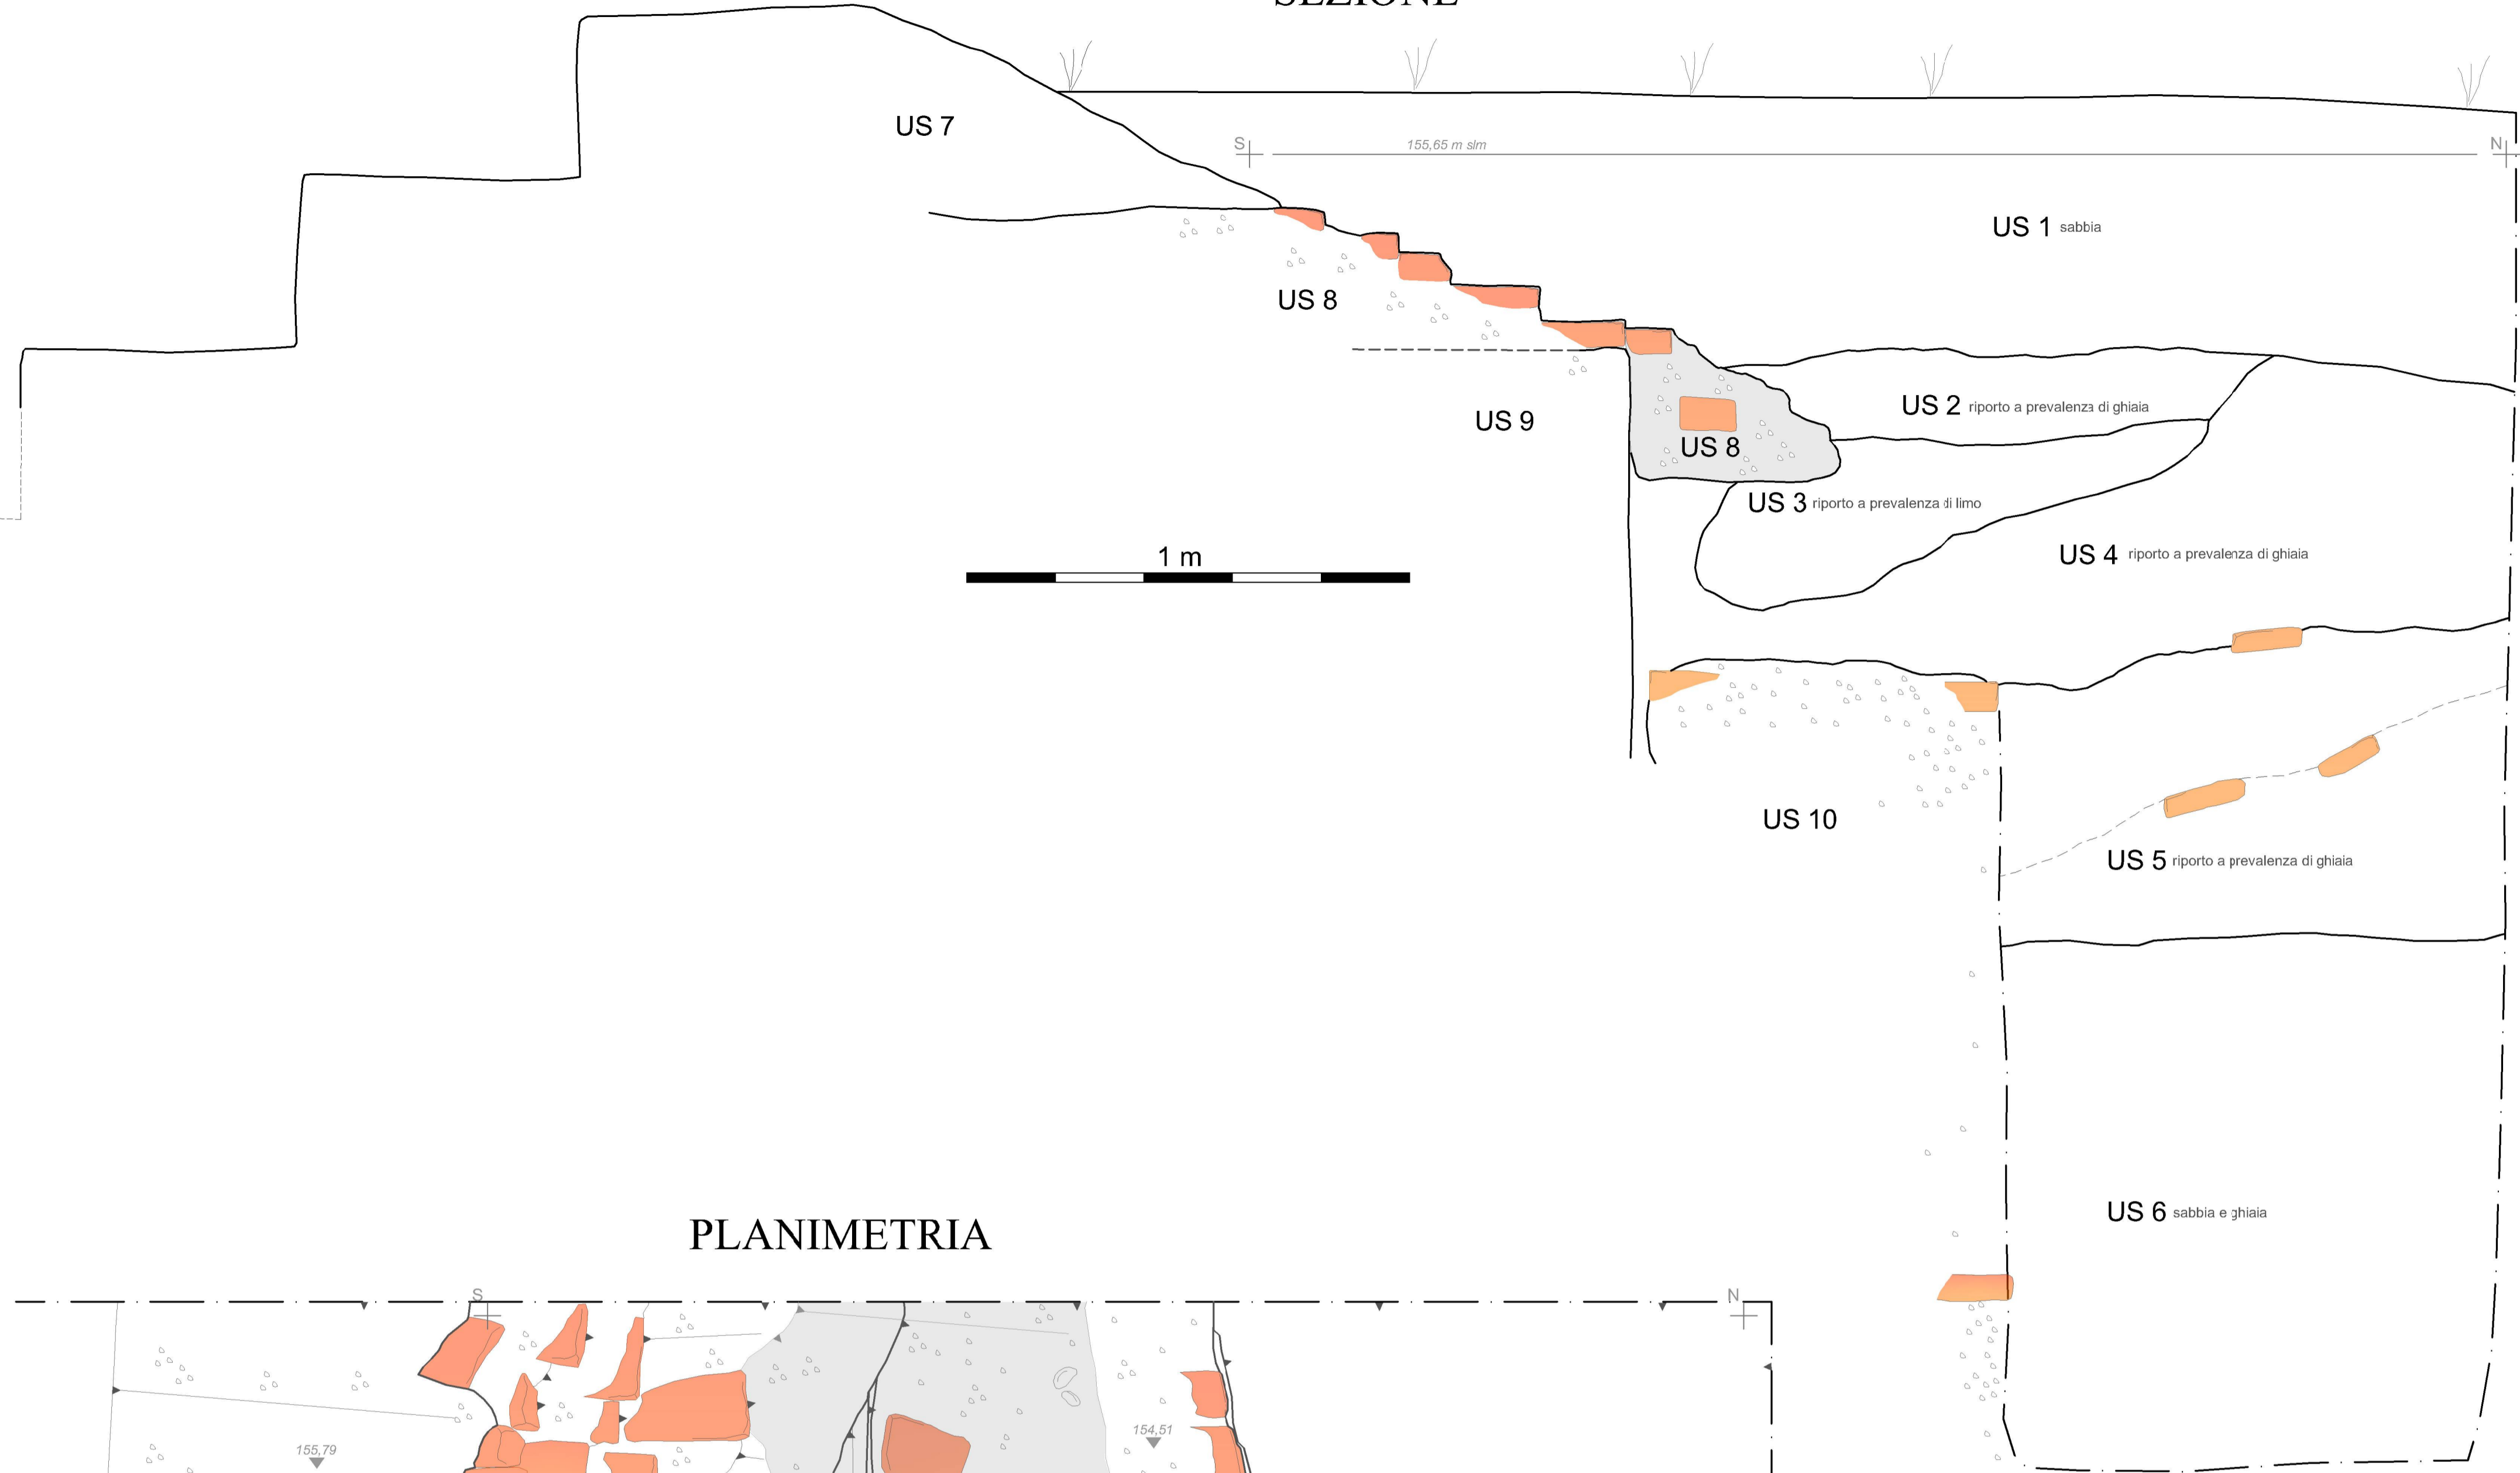 SEZIONE
US 7
S
155,65 m slm
N
US 1 sabbia
US 8
US 2 riporto a prevalenza di ghiaia
US 9
US 8
US 3 riporto a prevalenza di limo
US 4 riporto a prevalenza di ghiaia
1 m
US 10
US 5 riporto a prevalenza di ghiaia
US 6 sabbia e ghiaia
PLANIMETRIA
S
N
154,51
155,79